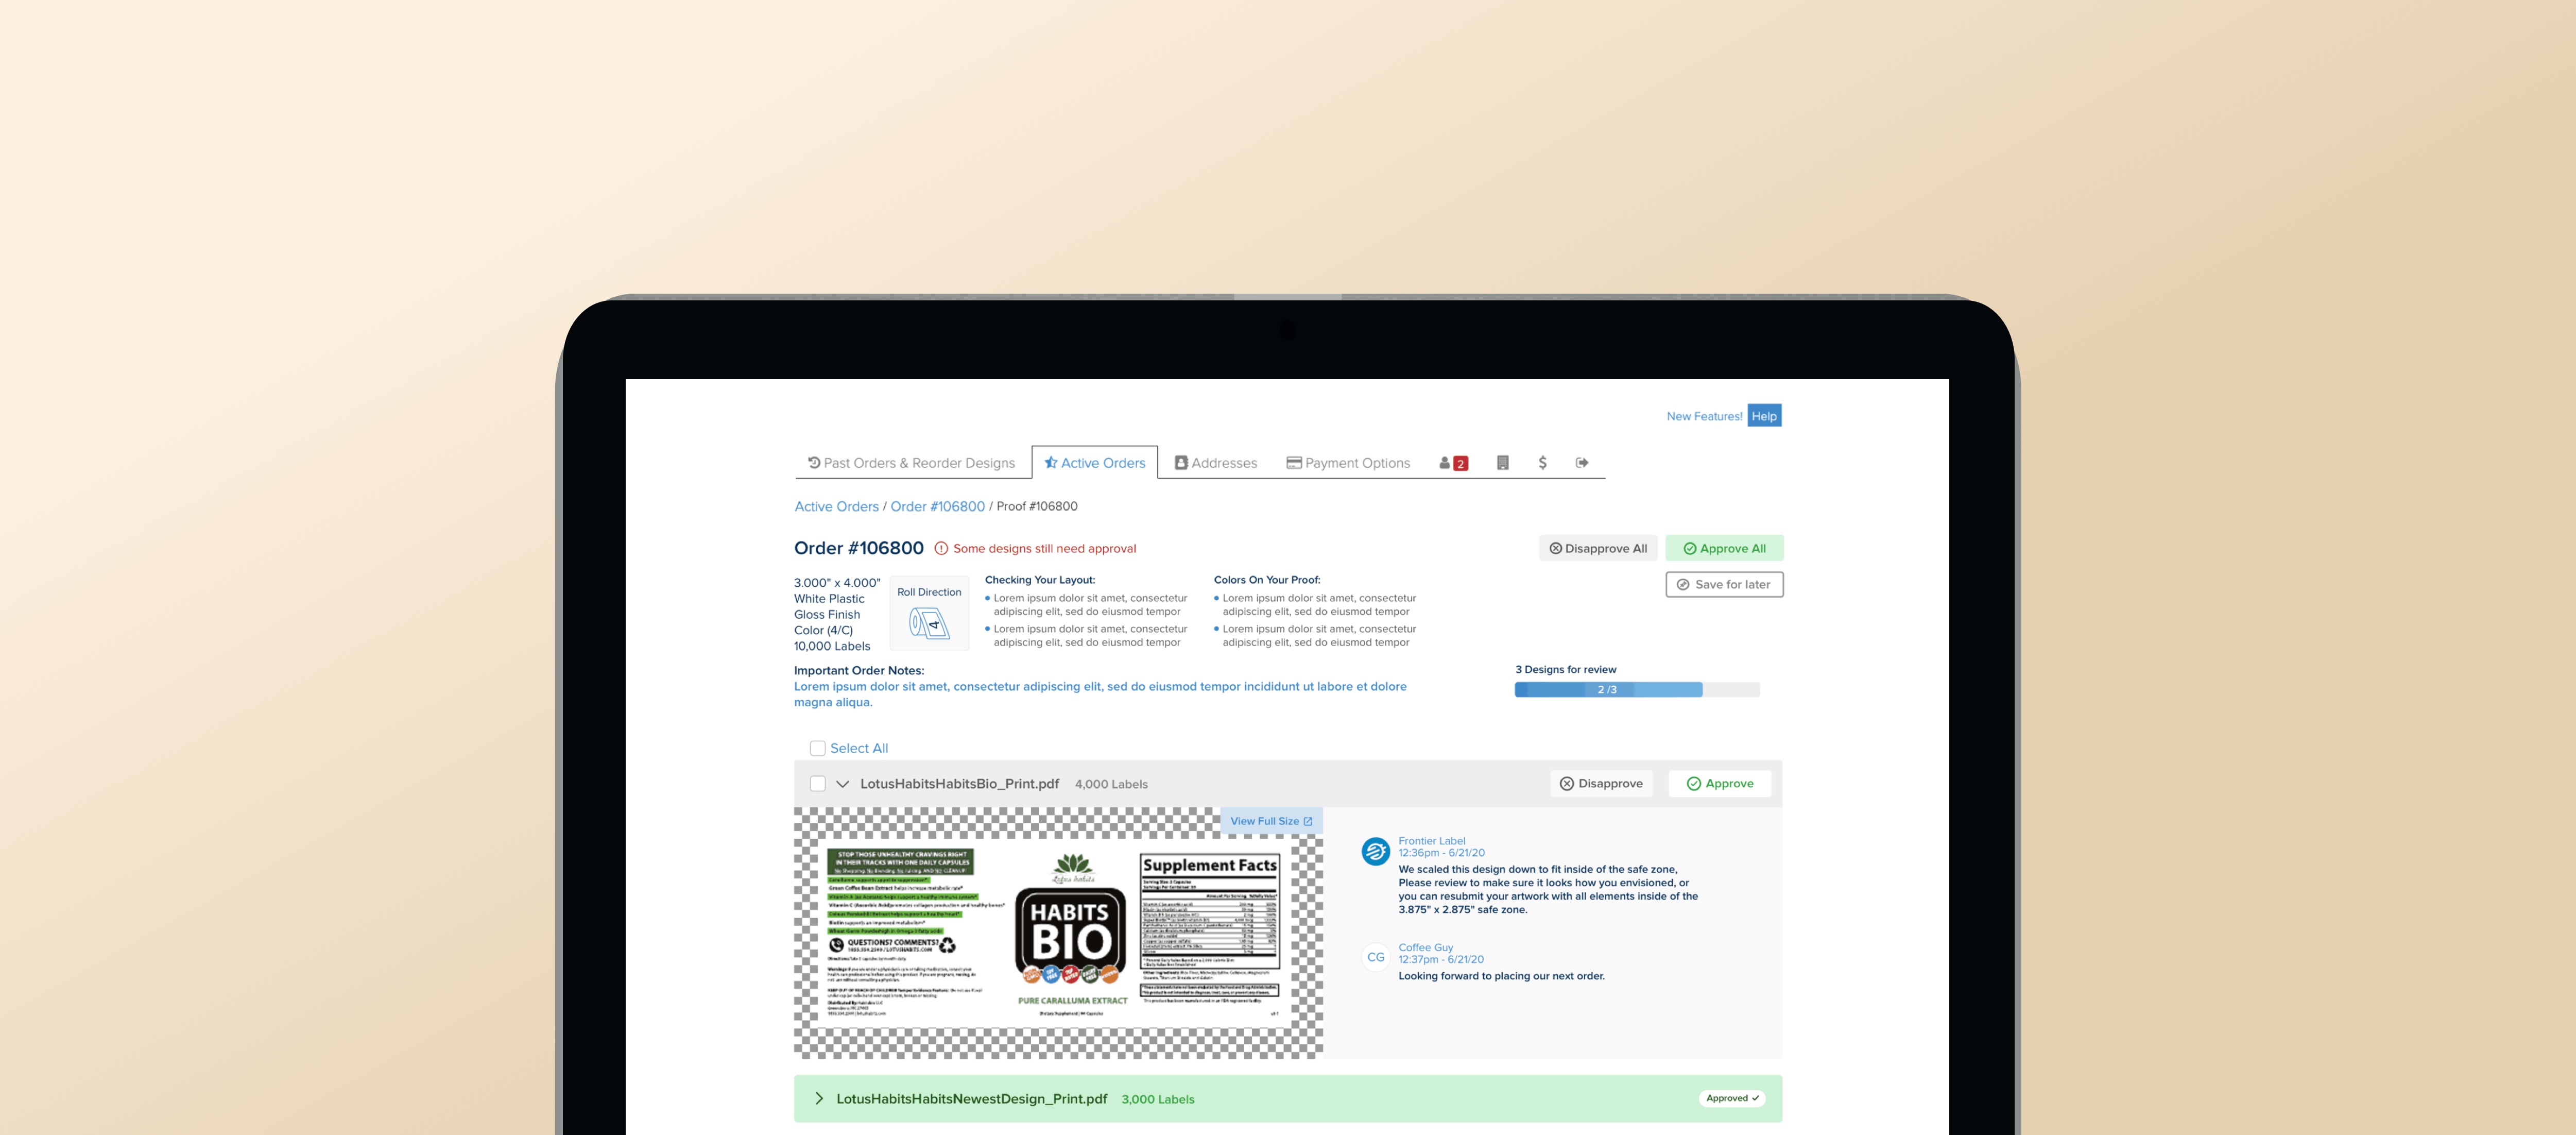 New Features! Help
Past Orders & Reorder Designs Active Orders Addresses Payment Options 2 $
Active Orders / Order #106800 / Proof #106800
Order #106800 Some designs still need approval
Disapprove All Approve All
Save for later
3.000" x 4.000"
White Plastic
Gloss Finish
Color (4/C)
10,000 Labels
Roll Direction
4
Checking Your Layout:
Lorem ipsum dolor sit amet, consectetur
adipiscing elit, sed do eiusmod tempor
Lorem ipsum dolor sit amet, consectetur
adipiscing elit, sed do eiusmod tempor
Colors On Your Proof:
Lorem ipsum dolor sit amet, consectetur
adipiscing elit, sed do eiusmod tempor
Lorem ipsum dolor sit amet, consectetur
adipiscing elit, sed do eiusmod tempor
Important Order Notes:
Lorem ipsum dolor sit amet, consectetur adipiscing elit, sed do eiusmod tempor incididunt ut labore et dolore
magna aliqua.
3 Designs for review
2 /3
Select All
LotusHabitsHabitsBio_Print.pdf 4,000 Labels
Disapprove Approve
View Full Size
STOP THOSE UNHEALTHY CRAVINGS RIGHT
IN THEIR TRACKS WITH ONE DAILY CAPSULES
Green Coffee Bean Extract helps increase metabolic rate*
QUESTIONS? COMMENTS?
Lotus habits
HABITS
BIO
PURE CARALLUMA EXTRACT
Supplement Facts
Frontier Label
12:36pm - 6/21/20
We scaled this design down to fit inside of the safe zone,
Please review to make sure it looks how you envisioned, or
you can resubmit your artwork with all elements inside of the
3.875" x 2.875" safe zone.
CG
Coffee Guy
12:37pm - 6/21/20
Looking forward to placing our next order.
LotusHabitsHabitsNewestDesign_Print.pdf 3,000 Labels
Approved